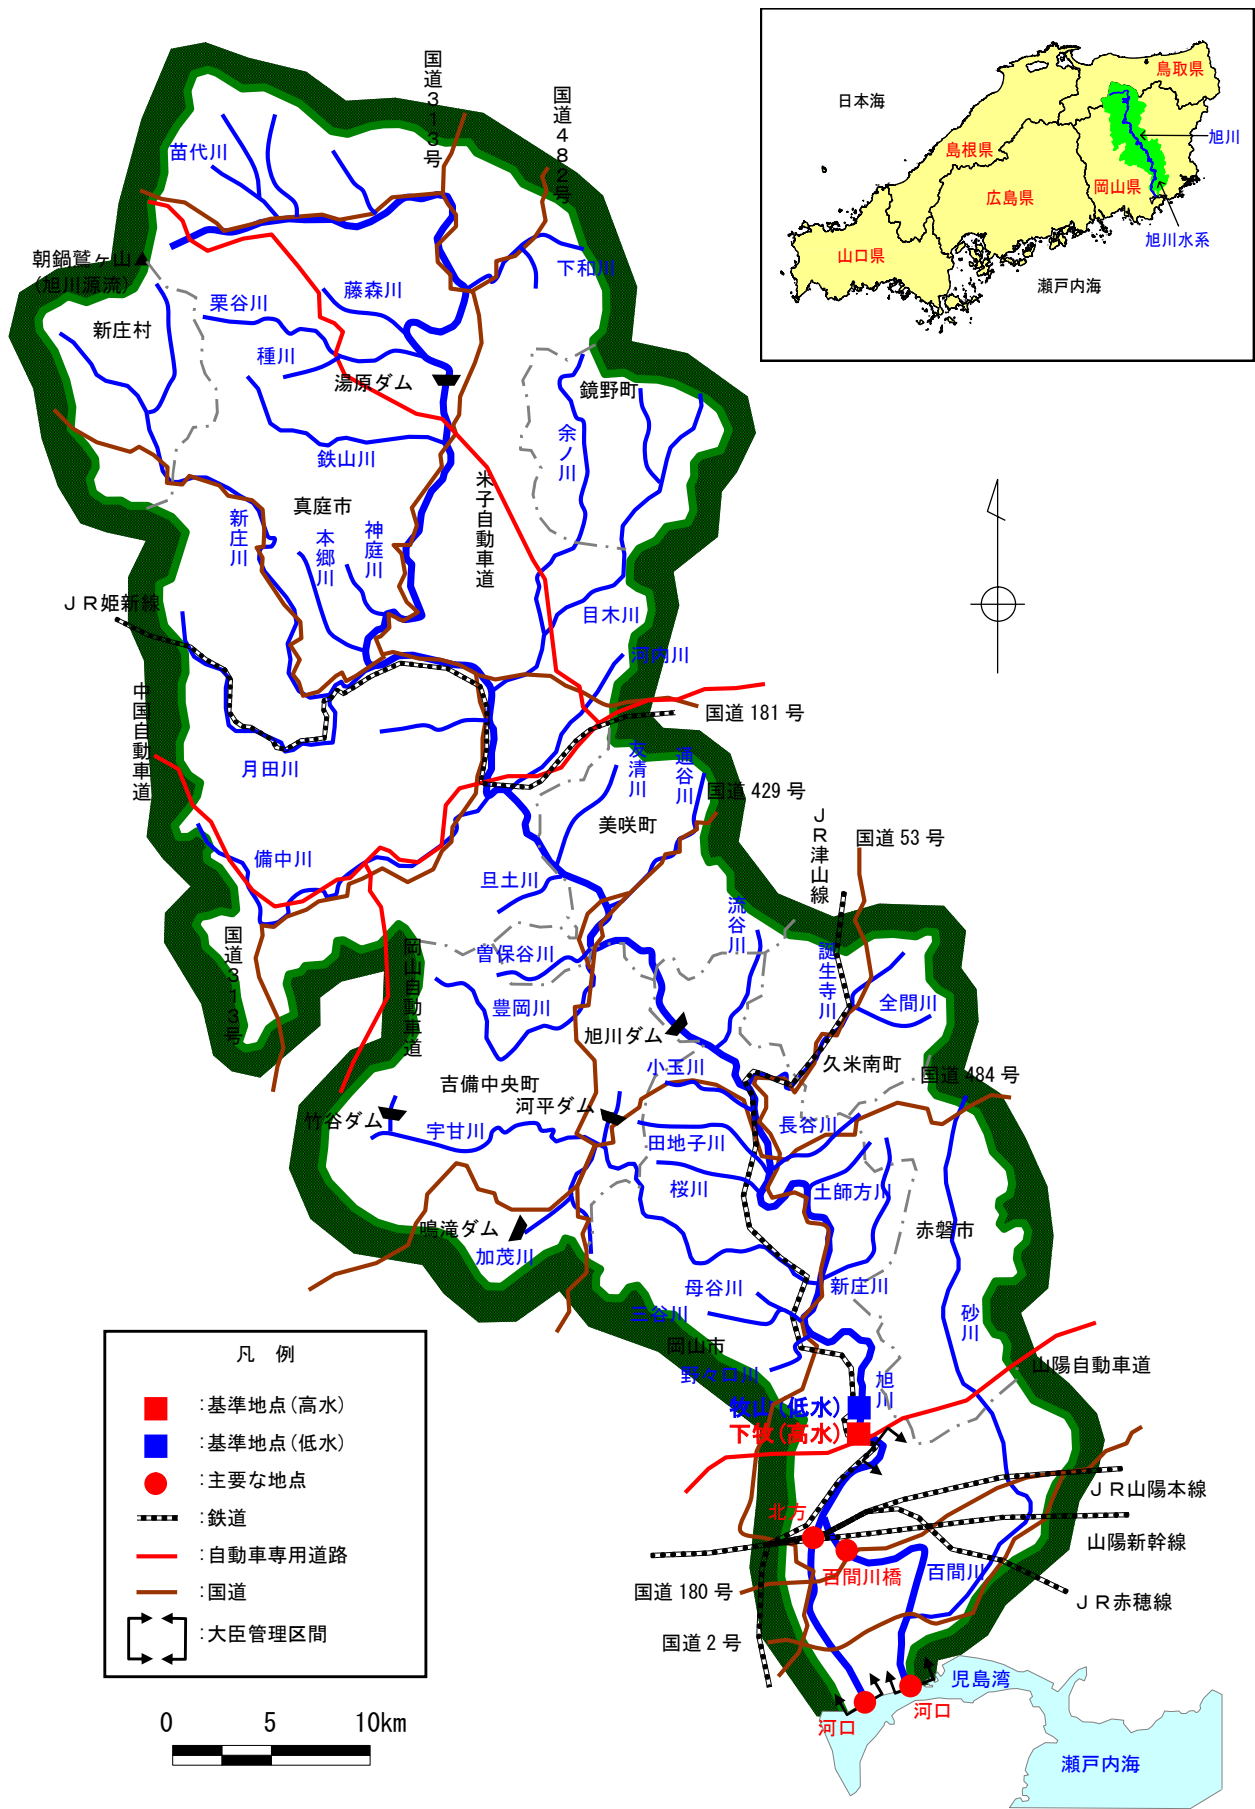 鳥取県
日本海
島根県
旭川
岡山県
広島県
旭川水系
山口県
瀬戸内海
国道313号
国道482号
苗代川
朝鍋鷲ヶ山
(旭川源流)
下和川
藤森川
粟谷川
新庄村
種川
湯原ダム
鏡野町
余ノ川
鉄山川
米子自動車道
真庭市
新庄川
本郷川
神庭川
JR姫新線
目木川
河内川
中国自動車道
国道 181 号
月田川
友清川
通谷川
国道 429 号
美咲町
JR津山線
国道 53 号
備中川
旦土川
流谷川
国道313号
岡山自動車道
曽保谷川
誕生寺川
全間川
豊岡川
旭川ダム
小玉川
久米南町
国道 484 号
吉備中央町
河平ダム
竹谷ダム
宇甘川
長谷川
田地子川
桜川
土師方川
鳴滝ダム
加茂川
赤磐市
母谷川
新庄川
三谷川
砂川
岡山市
野々口川
山陽自動車道
旭川
牧山(低水)
下牧(高水)
凡 例
:基準地点(高水)
:基準地点(低水)
:主要な地点
:鉄道
:自動車専用道路
:国道
:大臣管理区間
JR山陽本線
北方
山陽新幹線
百間川橋
百間川
国道 180 号
JR赤穂線
国道 2 号
児島湾
河口
河口
0 5 10km
瀬戸内海